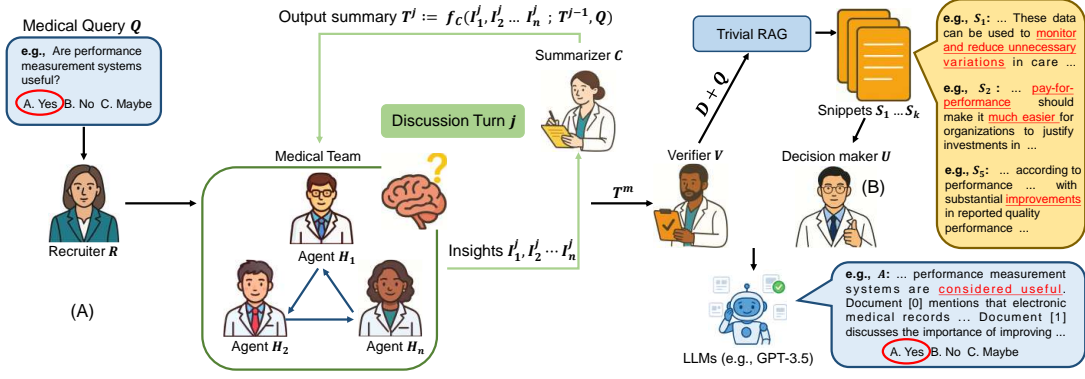 Output summary T^j := f_C(I_1^j, I_2^j … I_n^j ; T^{j-1}, Q)
Medical Query Q
e.g., Are performance
measurement systems
useful?
A. Yes B. No C. Maybe
Recruiter R
(A)
Medical Team
Agent H_1
Agent H_2
Agent H_n
?
Discussion Turn j
Summarizer C
Insights I_1^j, I_2^j ⋯ I_n^j
T^m
Verifier V
D + Q
Trivial RAG
Snippets S_1 … S_k
Decision maker U
(B)
e.g., S_1: ... These data
can be used to monitor
and reduce unnecessary
variations in care ...
e.g., S_2 : ... pay-for-
performance should
make it much easier for
organizations to justify
investments in ...
e.g., S_5: ... according to
performance ... with
substantial improvements
in reported quality
performance ...
LLMs (e.g., GPT-3.5)
e.g., A: ... performance measurement
systems are considered useful.
Document [0] mentions that electronic
medical records ... Document [1]
discusses the importance of improving ...
A. Yes B. No C. Maybe